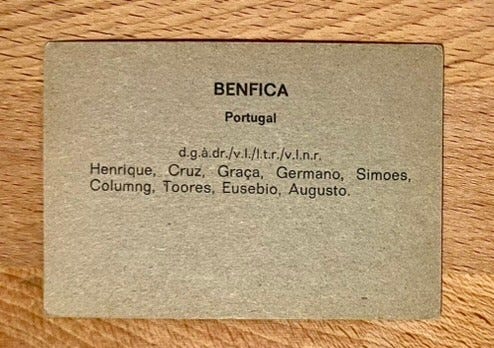 BENFICA
Portugal
d.g.à.dr./v.l./l.t.r./v.l.n.r.
Henrique, Cruz, Graça, Germano, Simoes,
Columng, Toores, Eusebio, Augusto.